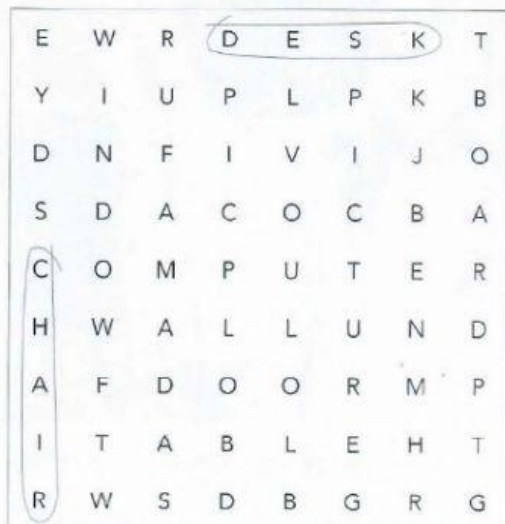 E W R D E S K T
Y I U P L P K B
D N F I V I J O
S D A C O C B A
C O M P U T E R
H W A L L U N D
A F D O O R M P
I T A B L E H T
R W S D B G R G